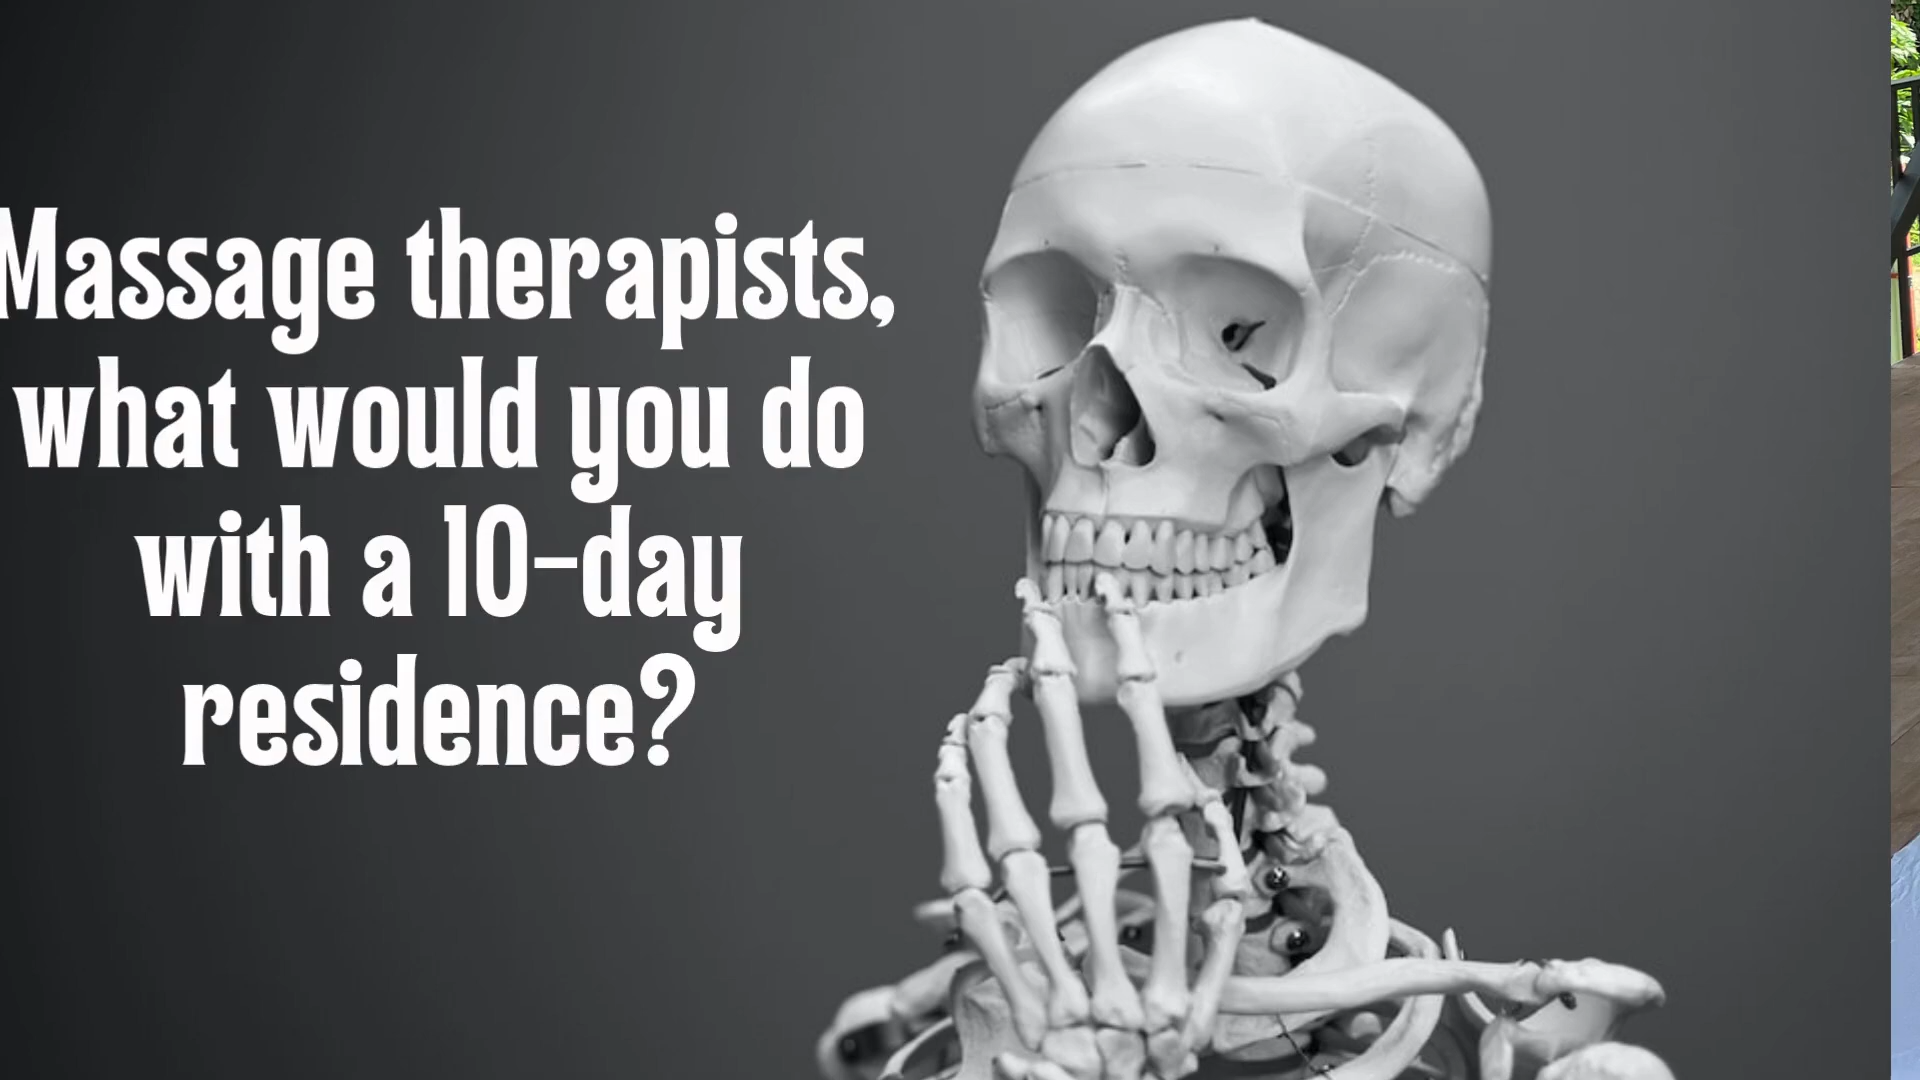 Massage therapists,
what would you do
with a 10-day
residence?